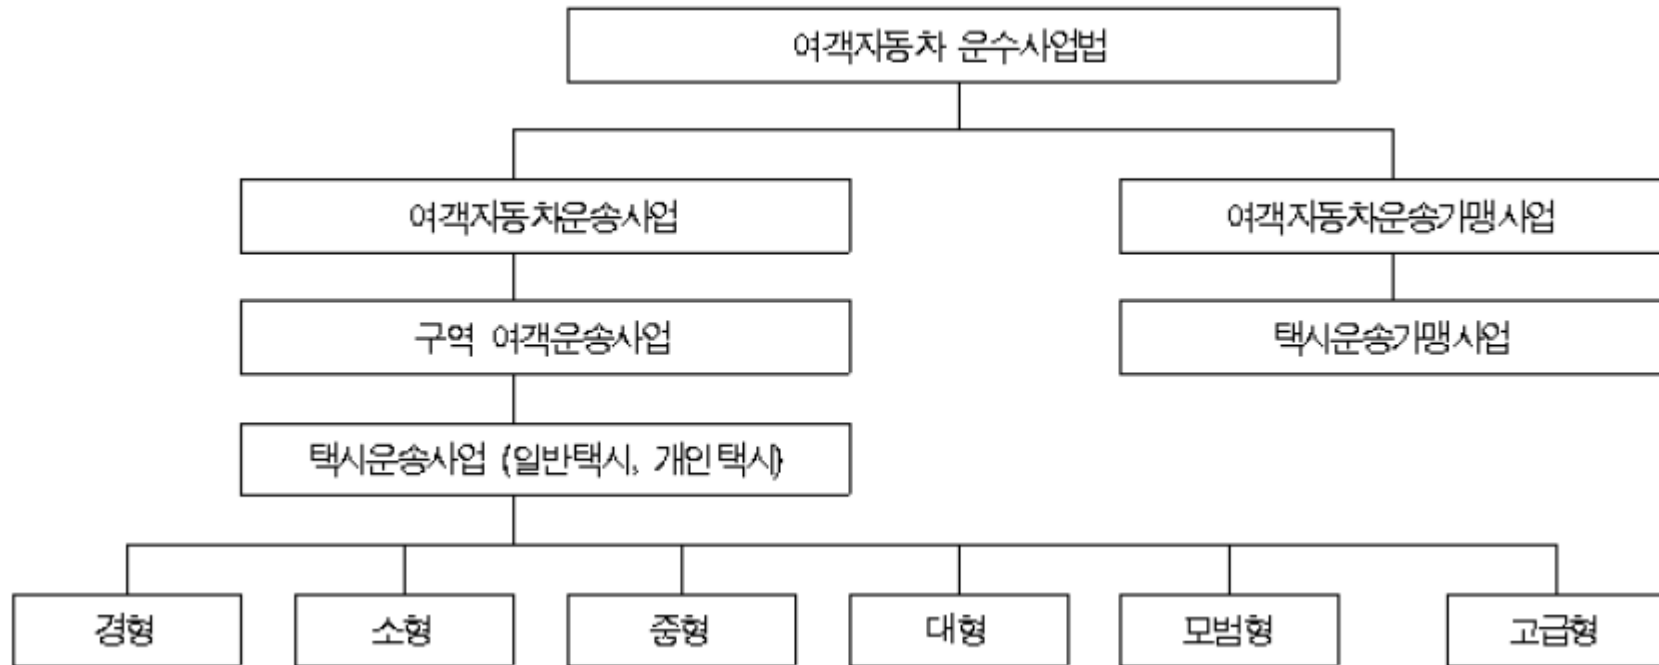 여객자동차 운수사업법
여객자동차운송사업
여객자동차운송가맹사업
구역 여객운송사업
택시운송가맹사업
택시운송사업 (일반택시, 개인택시)
경형
소형
중형
대형
모범형
고급형